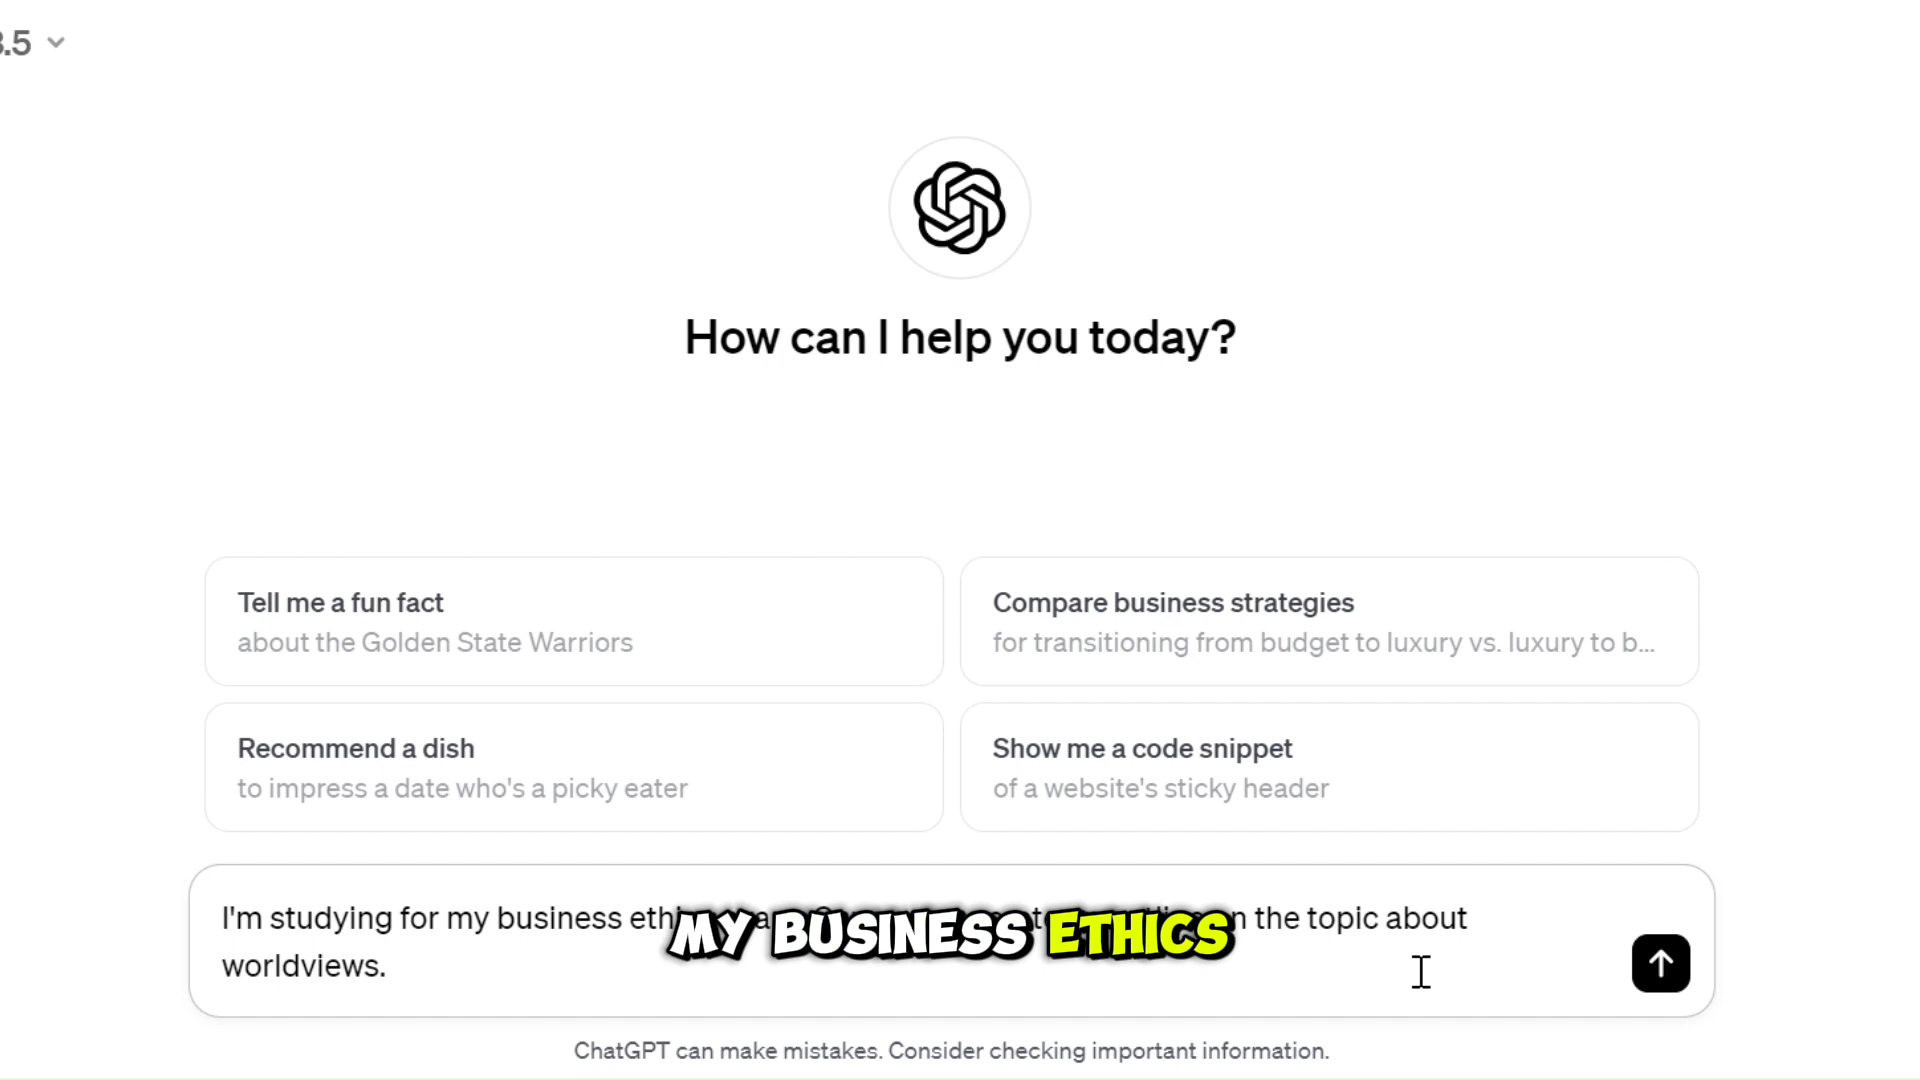 3.5
How can I help you today?
Tell me a fun fact
about the Golden State Warriors
Compare business strategies
for transitioning from budget to luxury vs. luxury to b...
Recommend a dish
to impress a date who's a picky eater
Show me a code snippet
of a website's sticky header
I'm studying for my business the topic about
MY BUSINESS ETHICS
worldviews.
ChatGPT can make mistakes. Consider checking important information.